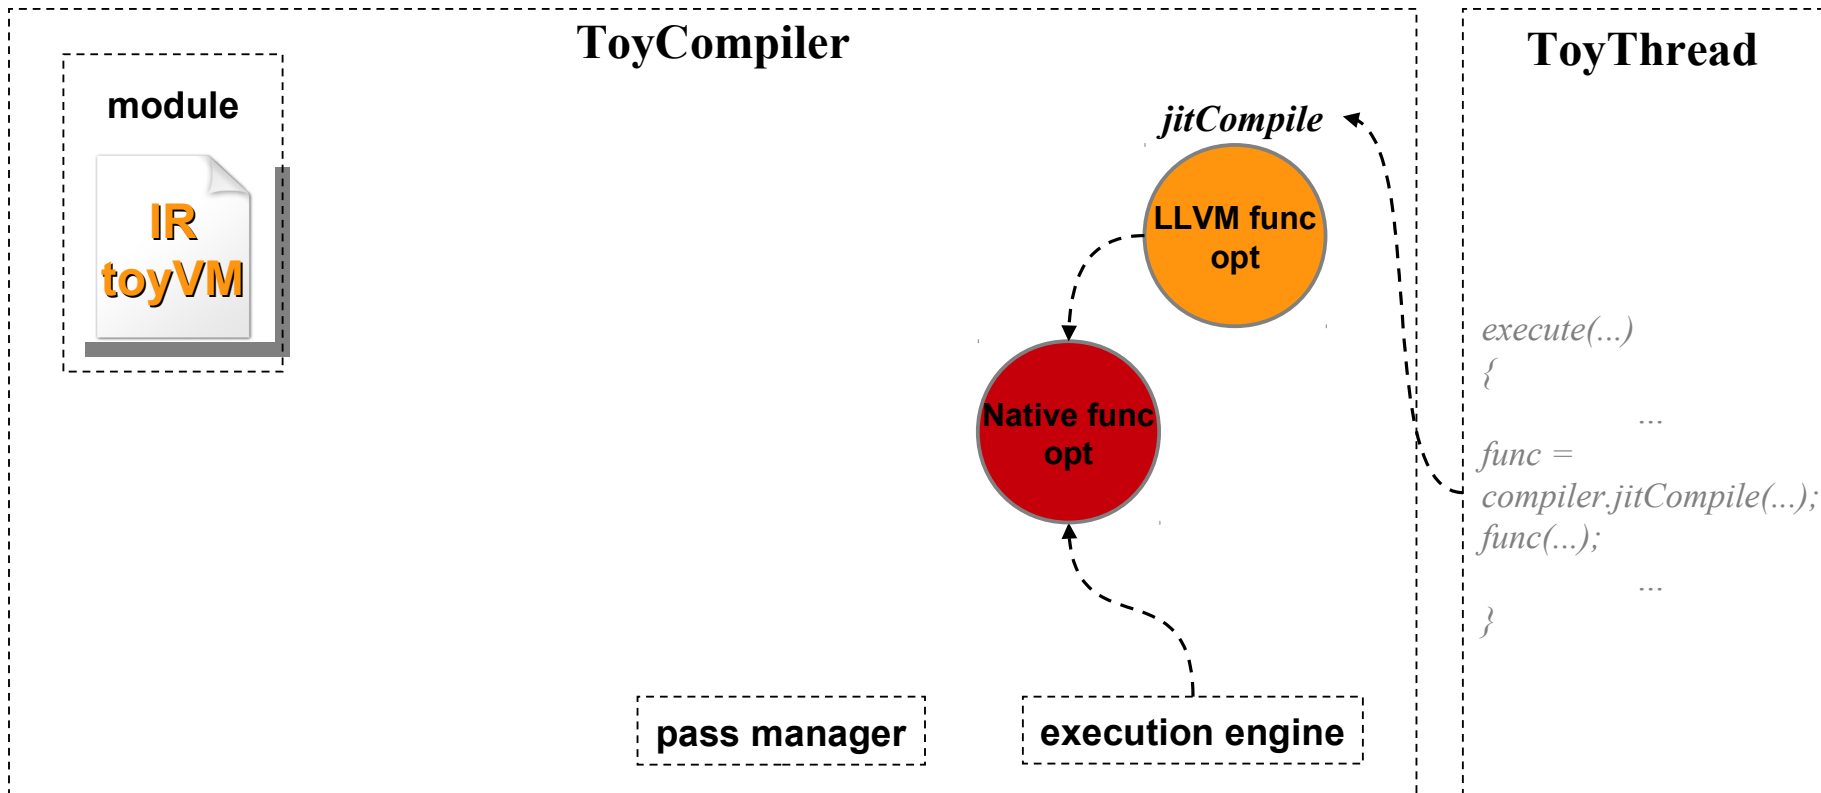 ToyCompiler
ToyThread
module
IR
toyVM
jitCompile
LLVM func
opt
Native func
opt
pass manager
execution engine
execute(...)
{
...
func =
compiler.jitCompile(...);
func(...);
...
}